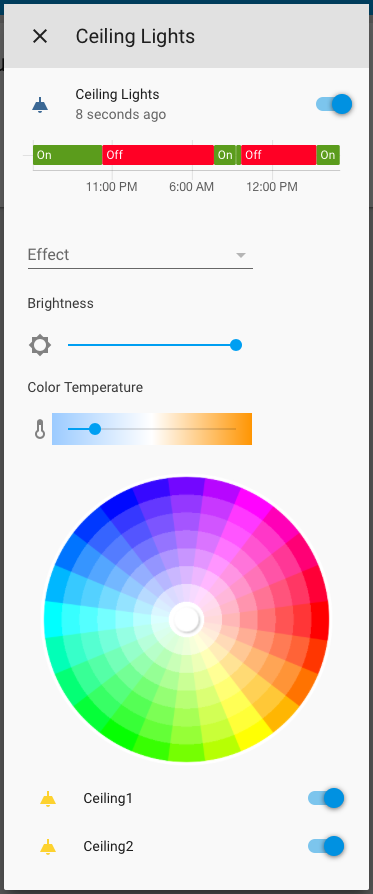 Ceiling Lights
Ceiling Lights
8 seconds ago
On Off On Off On
11:00 PM 6:00 AM 12:00 PM
Effect
Brightness
Color Temperature
Ceiling1
Ceiling2